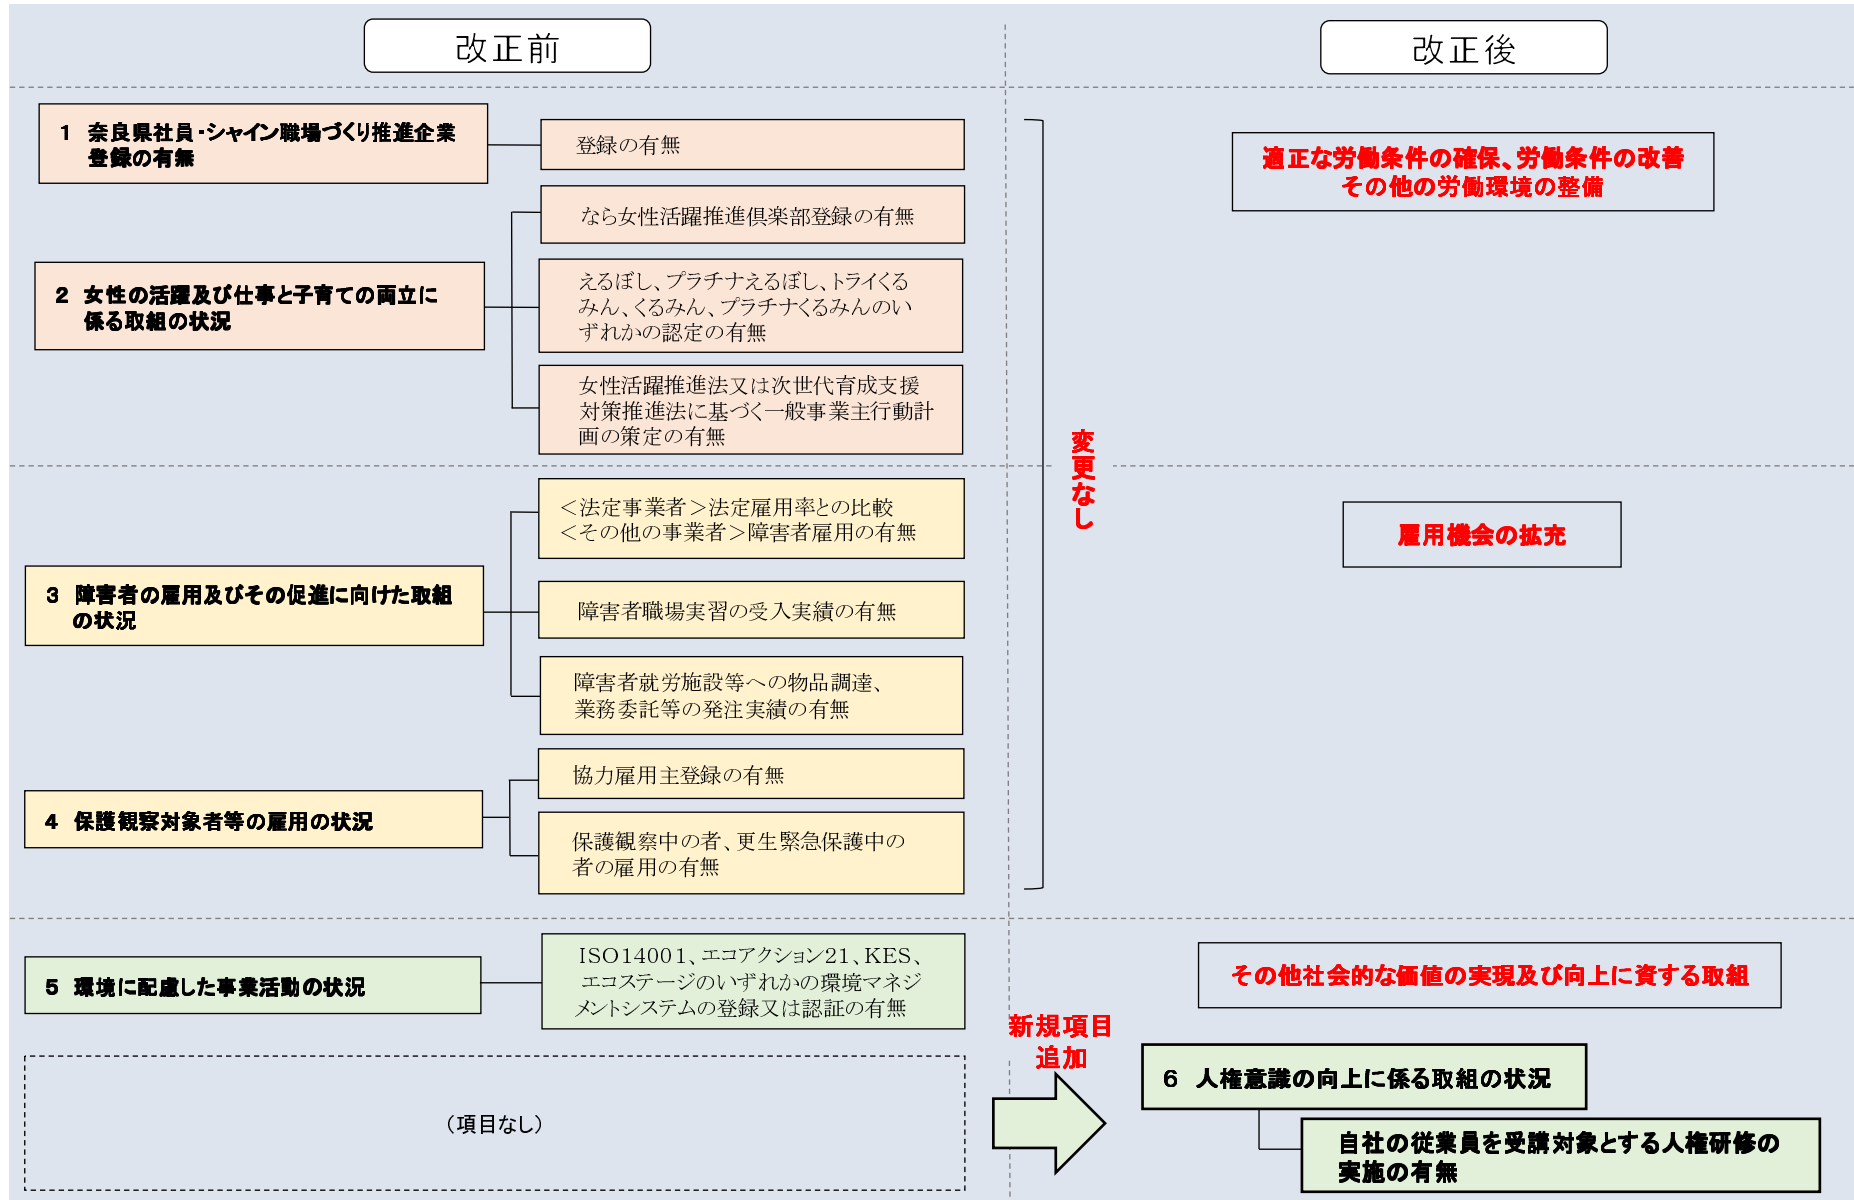 改正前
改正後
1 奈良県社員・シャイン職場づくり推進企業
登録の有無
登録の有無
適正な労働条件の確保、労働条件の改善
その他の労働環境の整備
2 女性の活躍及び仕事と子育ての両立に
係る取組の状況
なら女性活躍推進倶楽部登録の有無
えるぼし、プラチナえるぼし、トライくる
みん、くるみん、プラチナくるみんのい
ずれかの認定の有無
女性活躍推進法又は次世代育成支援
対策推進法に基づく一般事業主行動計
画の策定の有無
変更なし
3 障害者の雇用及びその促進に向けた取組
の状況
<法定事業者>法定雇用率との比較
<その他の事業者>障害者雇用の有無
障害者職場実習の受入実績の有無
障害者就労施設等への物品調達、
業務委託等の発注実績の有無
雇用機会の拡充
4 保護観察対象者等の雇用の状況
協力雇用主登録の有無
保護観察中の者、更生緊急保護中の
者の雇用の有無
5 環境に配慮した事業活動の状況
ISO14001、エコアクション21、KES、
エコステージのいずれかの環境マネジ
メントシステムの登録又は認証の有無
その他社会的な価値の実現及び向上に資する取組
(項目なし)
新規項目
追加
6 人権意識の向上に係る取組の状況
自社の従業員を受講対象とする人権研修の
実施の有無